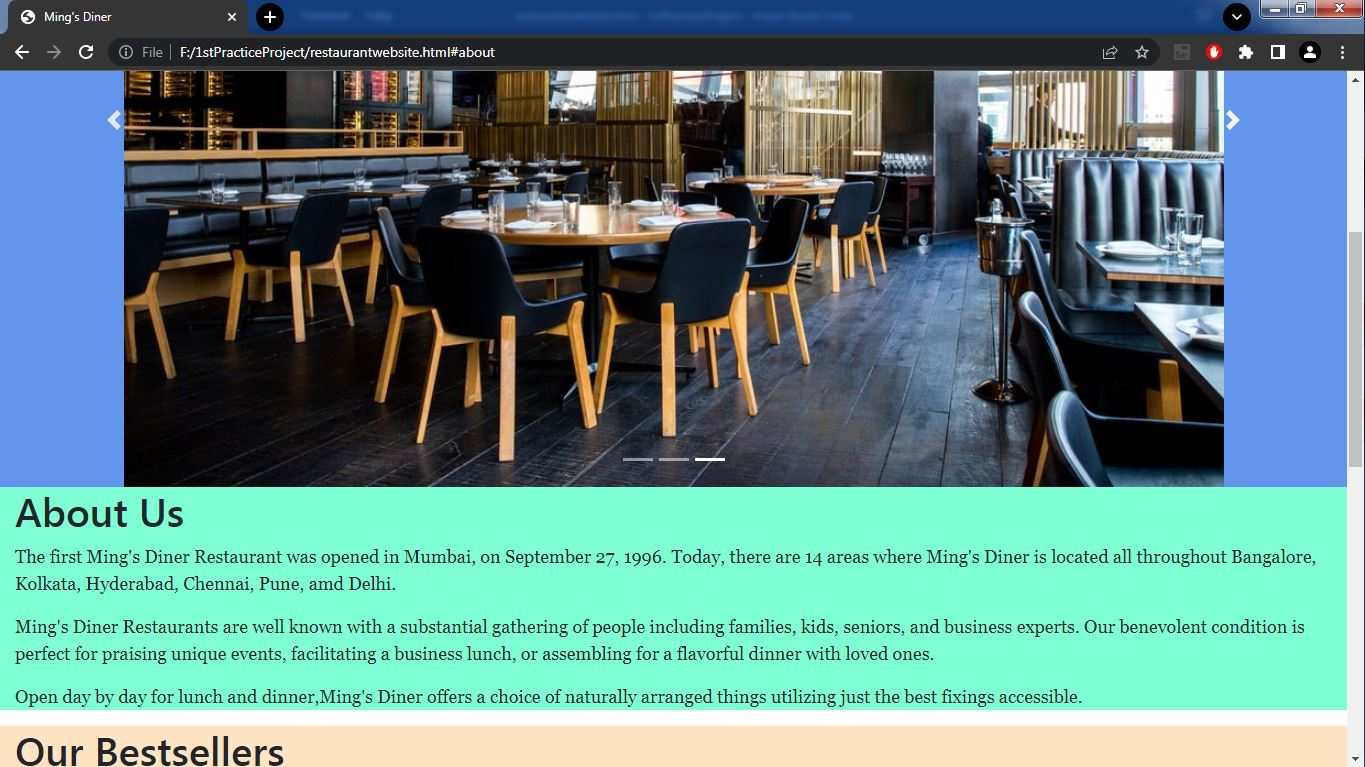 Ming's Diner
File
F:/1stPracticeProject/restaurantwebsite.html#about
About Us
The first Ming's Diner Restaurant was opened in Mumbai, on September 27, 1996. Today, there are 14 areas where Ming's Diner is located all throughout Bangalore,
Kolkata, Hyderabad, Chennai, Pune, amd Delhi.
Ming's Diner Restaurants are well known with a substantial gathering of people including families, kids, seniors, and business experts. Our benevolent condition is
perfect for praising unique events, facilitating a business lunch, or assembling for a flavorful dinner with loved ones.
Open day by day for lunch and dinner,Ming's Diner offers a choice of naturally arranged things utilizing just the best fixings accessible.
Our Bestsellers